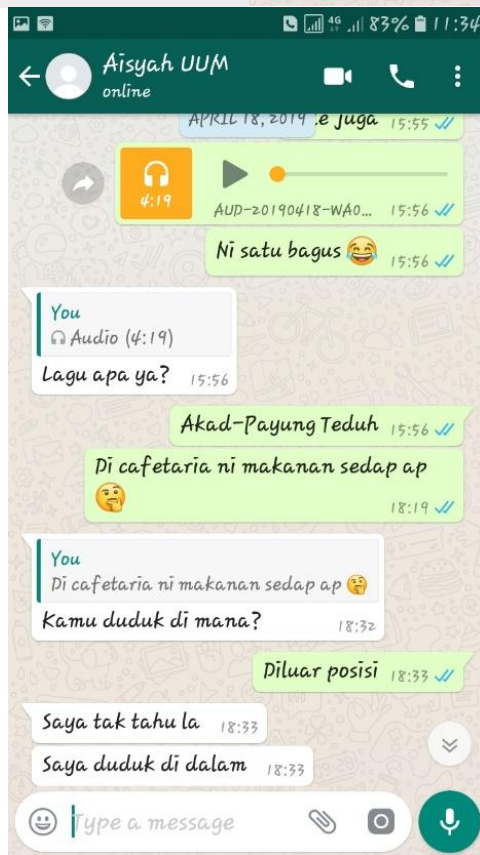 4G 83% 11:34
Aisyah UUM
online
APRIL 18, 2019 e juga 15:55
4:19
AUD-20190418-WA0... 15:56
Ni satu bagus 😂 15:56
You
Audio (4:19)
Lagu apa ya? 15:56
Akad-Payung Teduh 15:56
Di cafetaria ni makanan sedap ap
🤔 18:19
You
Di cafetaria ni makanan sedap ap 🤔
Kamu duduk di mana? 18:32
Diluar posisi 18:33
Saya tak tahu la 18:33
Saya duduk di dalam 18:33
Type a message